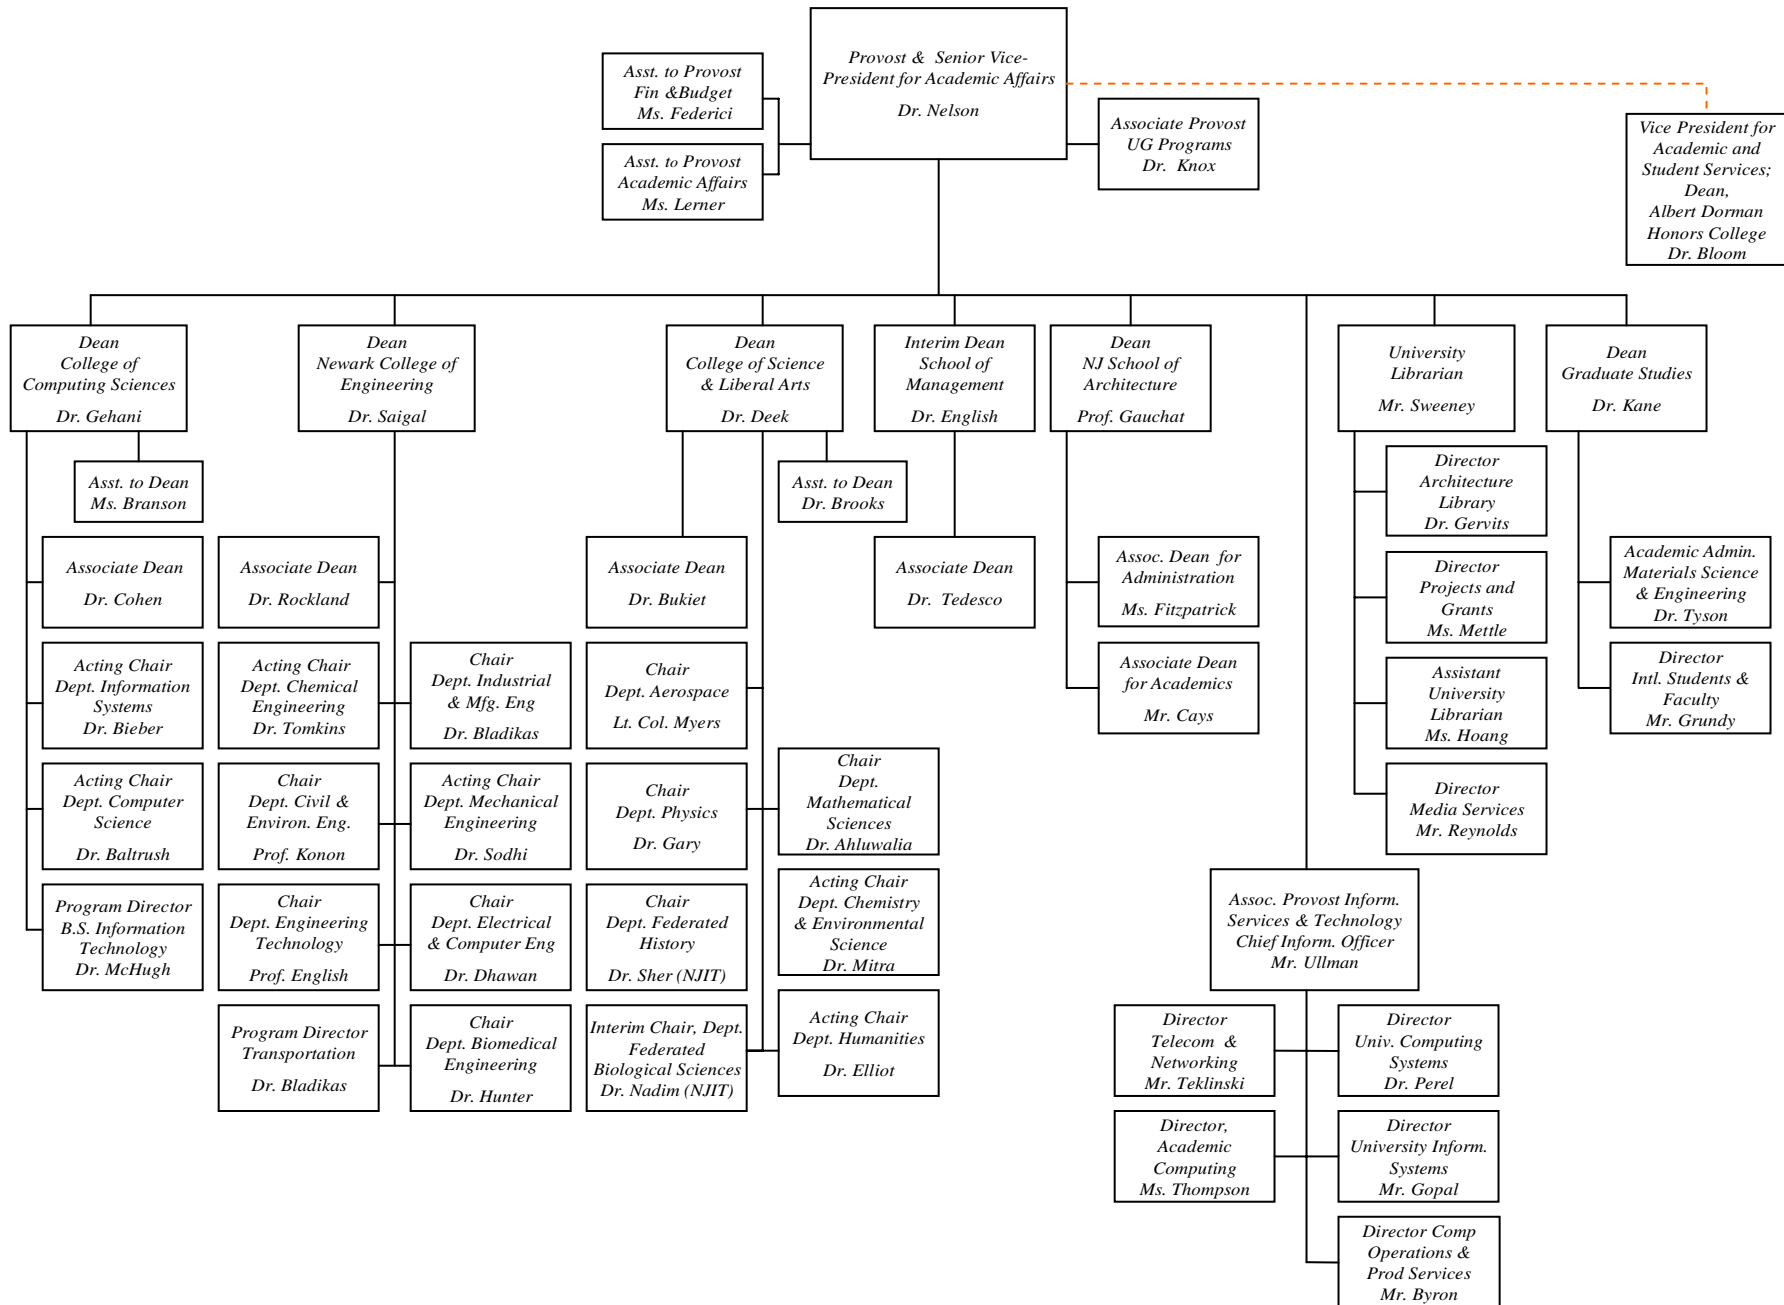 Provost &  Senior Vice-
President for Academic Affairs
Dr. Nelson
Asst. to Provost
Fin &Budget
Ms. Federici
Asst. to Provost
Academic Affairs
Ms. Lerner
Associate Provost
UG Programs
Dr.  Knox
Vice President for
Academic and
Student Services;
Dean,
Albert Dorman
Honors College
Dr. Bloom
Dean
College of
Computing Sciences
Dr. Gehani
Dean
Newark College of
Engineering
Dr. Saigal
Dean
College of Science
& Liberal Arts
Dr. Deek
Interim Dean
School of
Management
Dr. English
Dean
NJ School of
Architecture
Prof. Gauchat
University
Librarian
Mr. Sweeney
Dean
Graduate Studies
Dr. Kane
Asst. to Dean
Ms. Branson
Associate Dean
Dr. Cohen
Acting Chair
Dept. Information
Systems
Dr. Bieber
Acting Chair
Dept. Computer
Science
Dr. Baltrush
Program Director
B.S. Information
Technology
Dr. McHugh
Associate Dean
Dr. Rockland
Acting Chair
Dept. Chemical
Engineering
Dr. Tomkins
Chair
Dept. Industrial
& Mfg. Eng
Dr. Bladikas
Chair
Dept. Civil &
Environ. Eng.
Prof. Konon
Acting Chair
Dept. Mechanical
Engineering
Dr. Sodhi
Chair
Dept. Engineering
Technology
Prof. English
Chair
Dept. Electrical
& Computer Eng
Dr. Dhawan
Program Director
Transportation
Dr. Bladikas
Chair
Dept. Biomedical
Engineering
Dr. Hunter
Asst. to Dean
Dr. Brooks
Associate Dean
Dr. Bukiet
Chair
Dept. Aerospace
Lt. Col. Myers
Chair
Dept. Physics
Dr. Gary
Chair
Dept.
Mathematical
Sciences
Dr. Ahluwalia
Chair
Dept. Federated
History
Dr. Sher (NJIT)
Acting Chair
Dept. Chemistry
& Environmental
Science
Dr. Mitra
Interim Chair, Dept.
Federated
Biological Sciences
Dr. Nadim (NJIT)
Acting Chair
Dept. Humanities
Dr. Elliot
Associate Dean
Dr.  Tedesco
Assoc. Dean  for
Administration
Ms. Fitzpatrick
Associate Dean
for Academics
Mr. Cays
Director
Architecture
Library
Dr. Gervits
Director
Projects and
Grants
Ms. Mettle
Assistant
University
Librarian
Ms. Hoang
Director
Media Services
Mr. Reynolds
Academic Admin.
Materials Science
& Engineering
Dr. Tyson
Director
Intl. Students &
Faculty
Mr. Grundy
Assoc. Provost Inform.
Services & Technology
Chief Inform. Officer
Mr. Ullman
Director
Telecom  &
Networking
Mr. Teklinski
Director
Univ. Computing
Systems
Dr. Perel
Director,
Academic
Computing
Ms. Thompson
Director
University Inform.
Systems
Mr. Gopal
Director Comp
Operations &
Prod Services
Mr. Byron